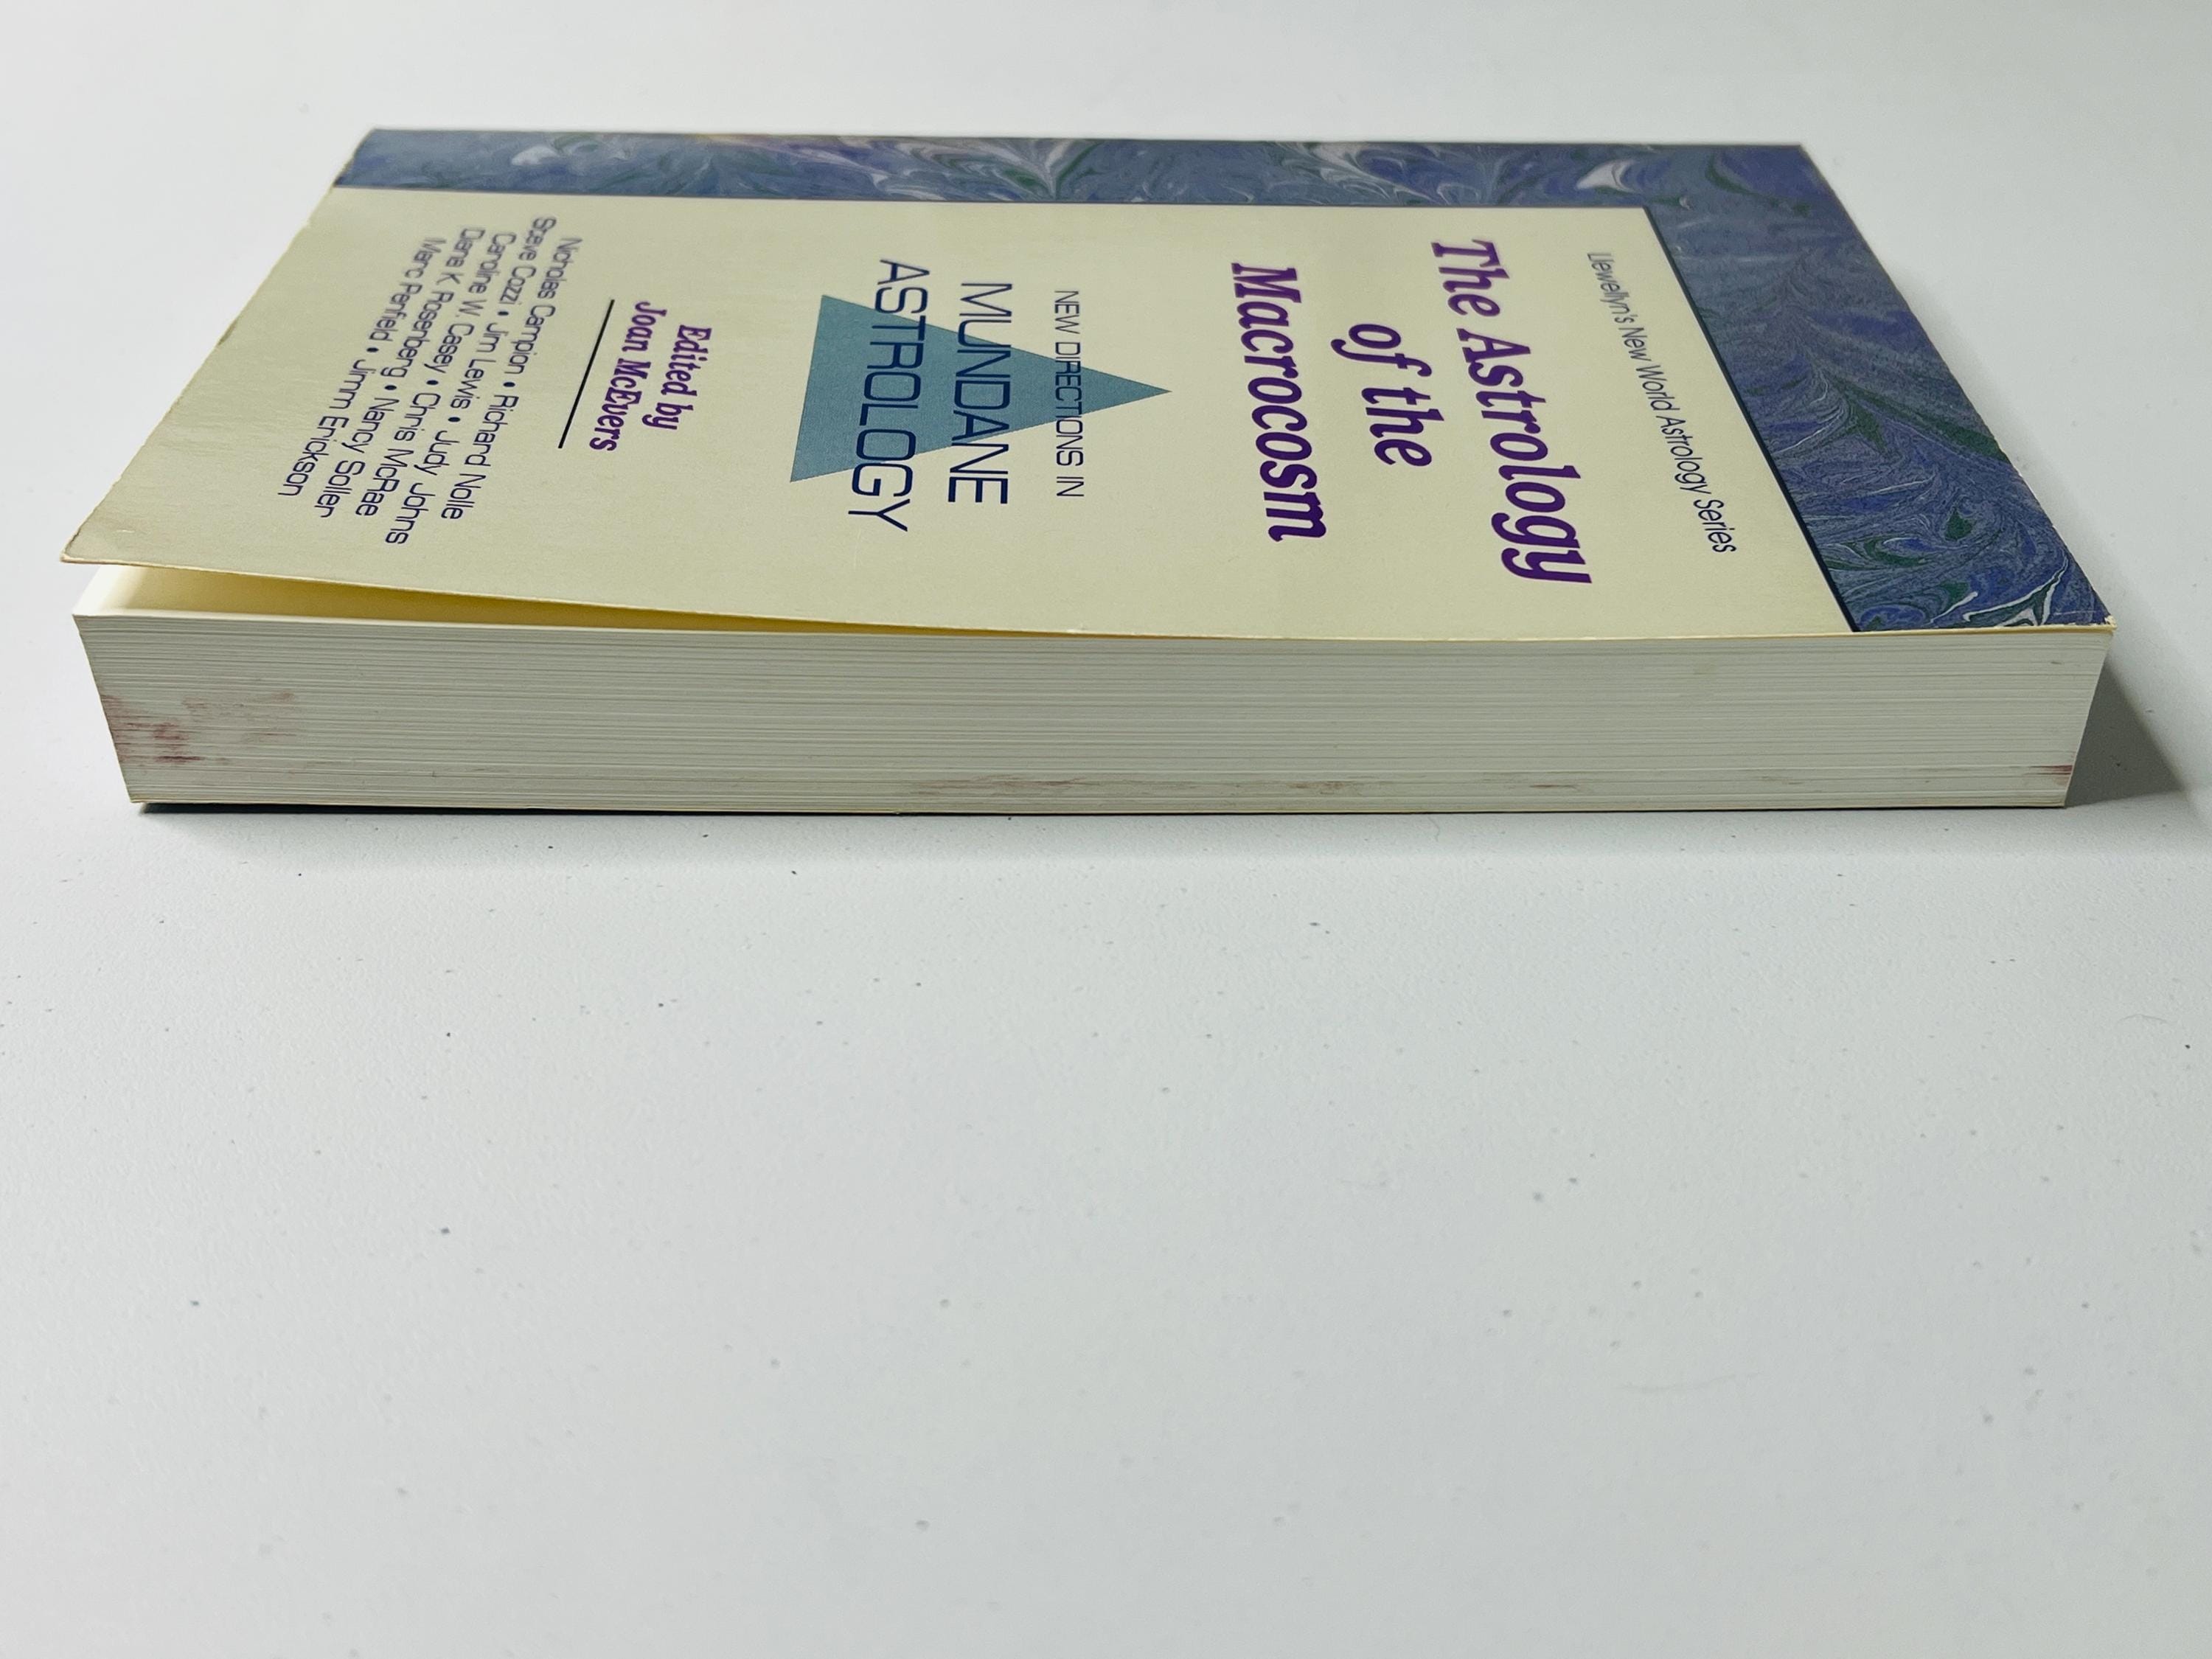 Llewellyn's New World Astrology Series
The Astrology
of the
Macrocosm
NEW DIRECTIONS IN
MUNDANE
ASTROLOGY
Edited by
Joan McEvers
Nicholas Campion • Richard Nolle
Steve Cozzi • Jim Lewis • Judy Johns
Caroline W. Casey • Chris McRae
Diana K. Rosenberg • Nancy Soller
Marc Penfield • Jimm Erickson